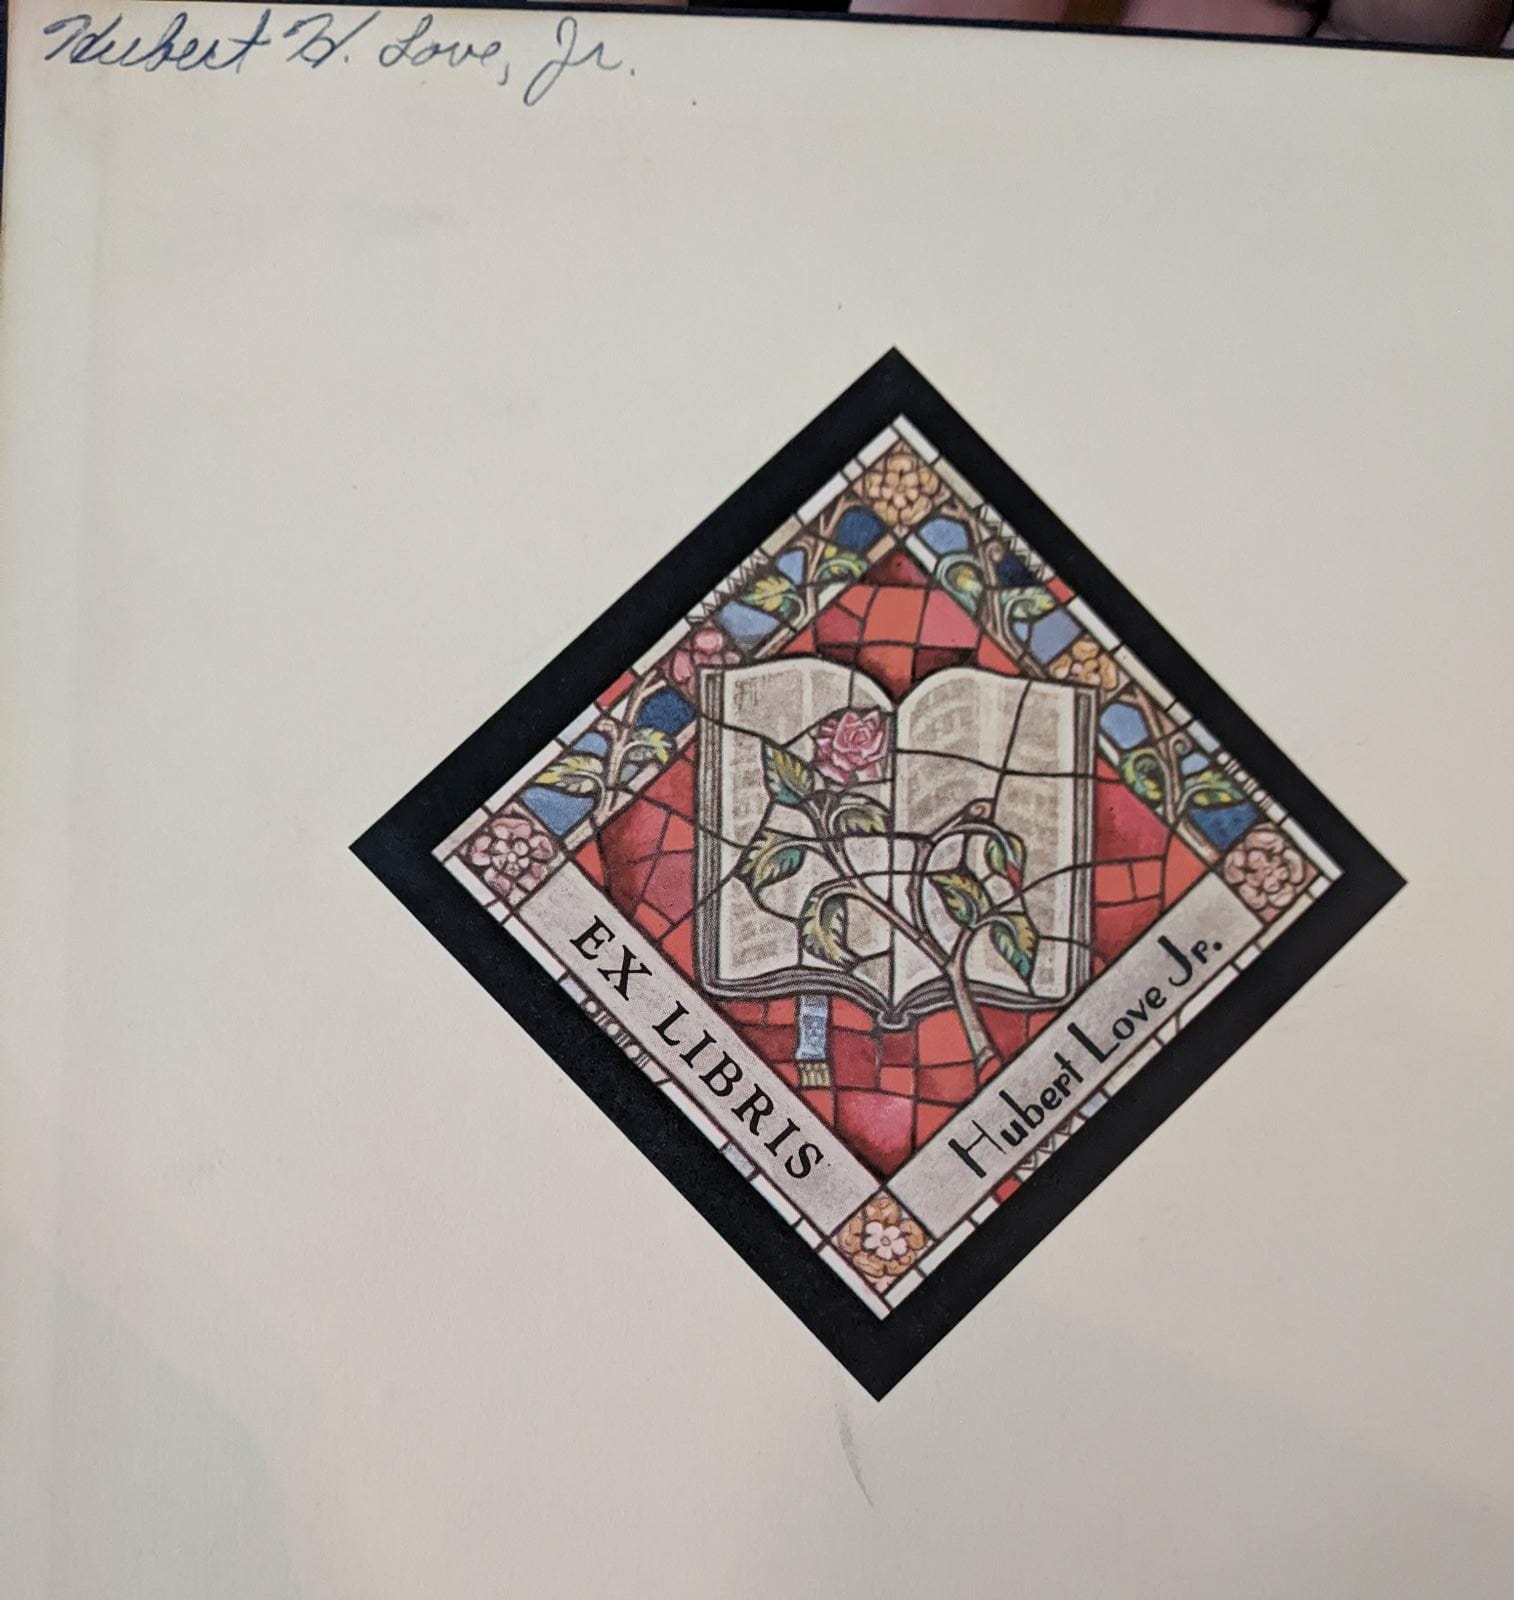 Hubert H. Love, Jr.
EX LIBRIS
Hubert Love Jr.